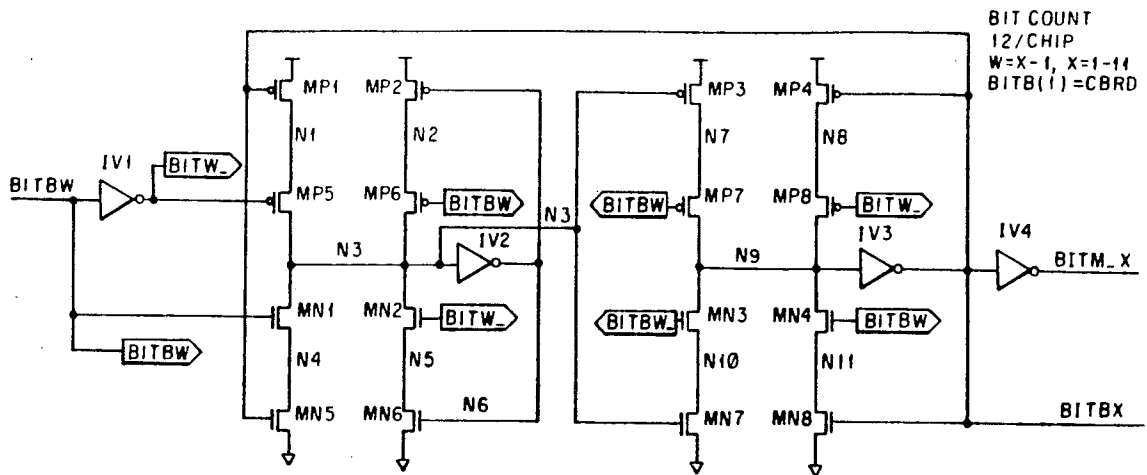 BIT COUNT
12/CHIP
W=X-1, X=1-11
BITB(1)=CBRD
MP1 MP2 MP3 MP4
N1 N2 N7 N8
IV1 BITW_
BITBW MP5 MP6 BITBW N3 BITBW MP7 MP8 BITW_
IV2 IV3 IV4
N3 N9 BITM_X
MN1 MN2 BITW_ BITBW_ MN3 MN4 BITBW
BITBW N4 N5 N10 N11
N6 BITBX
MN5 MN6 MN7 MN8